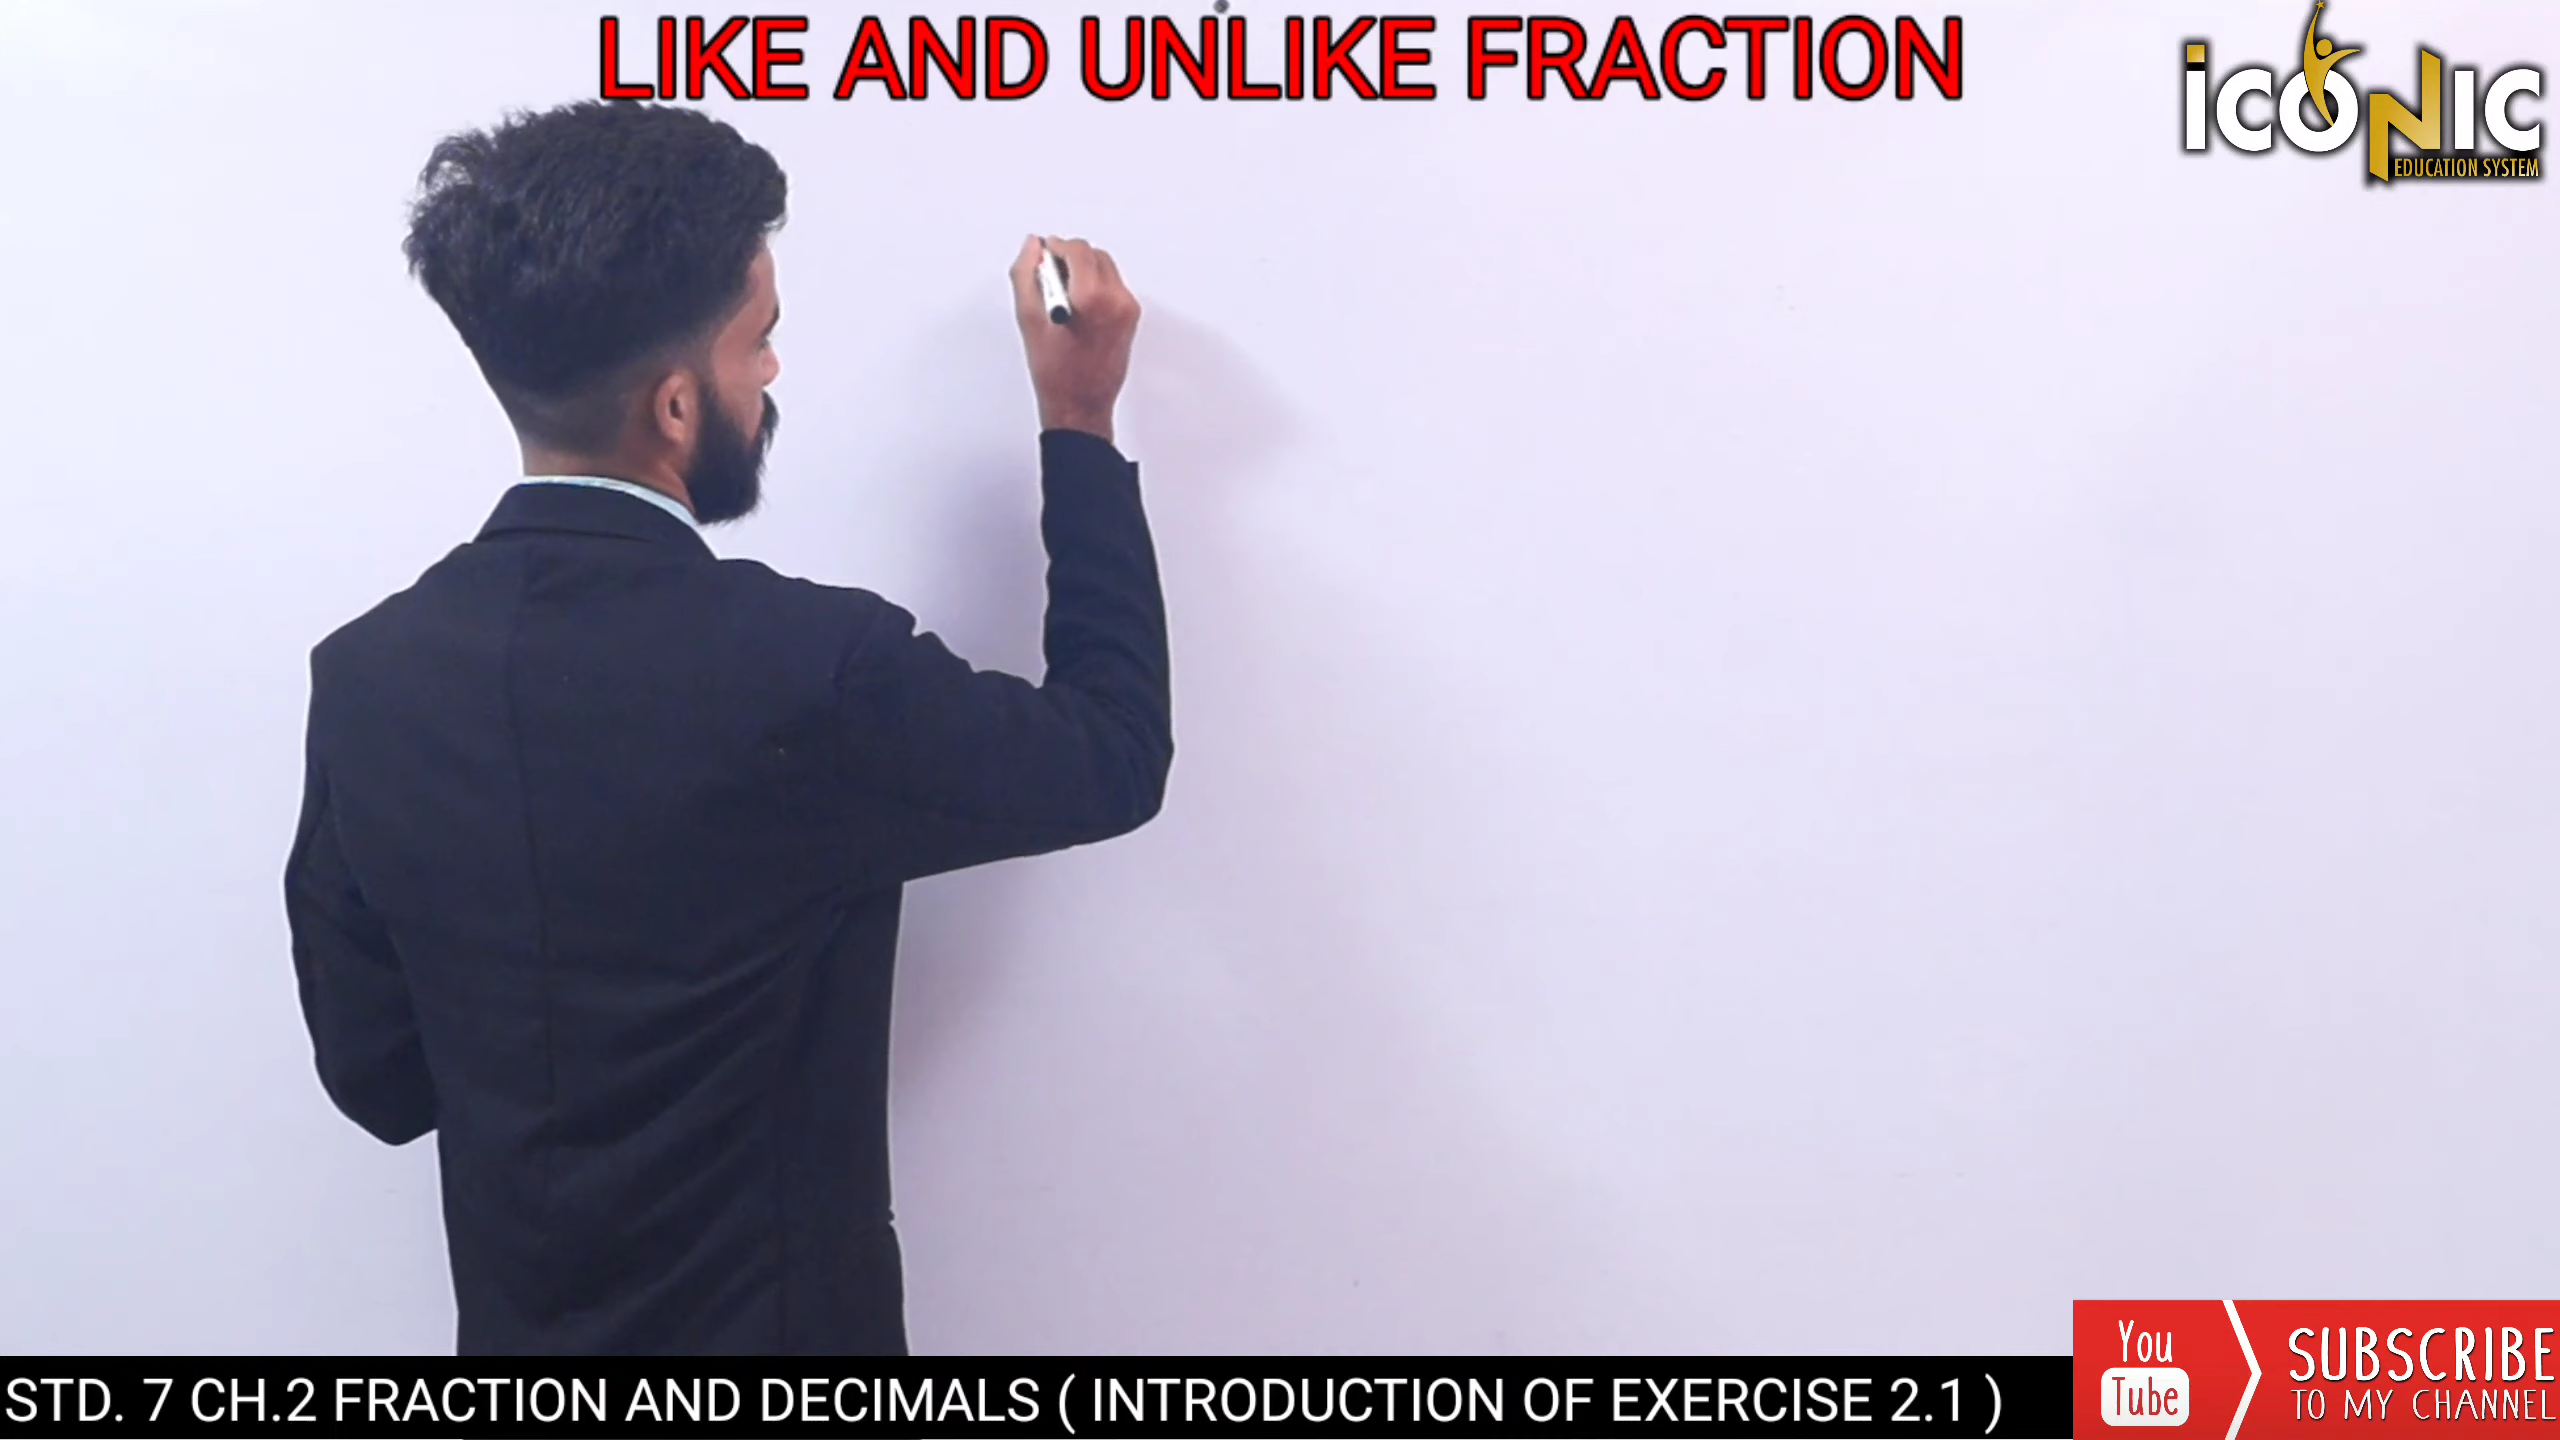 LIKE AND UNLIKE FRACTION
iCONIC
EDUCATION SYSTEM
STD. 7 CH.2 FRACTION AND DECIMALS ( INTRODUCTION OF EXERCISE 2.1 )
You
Tube
SUBSCRIBE
TO MY CHANNEL